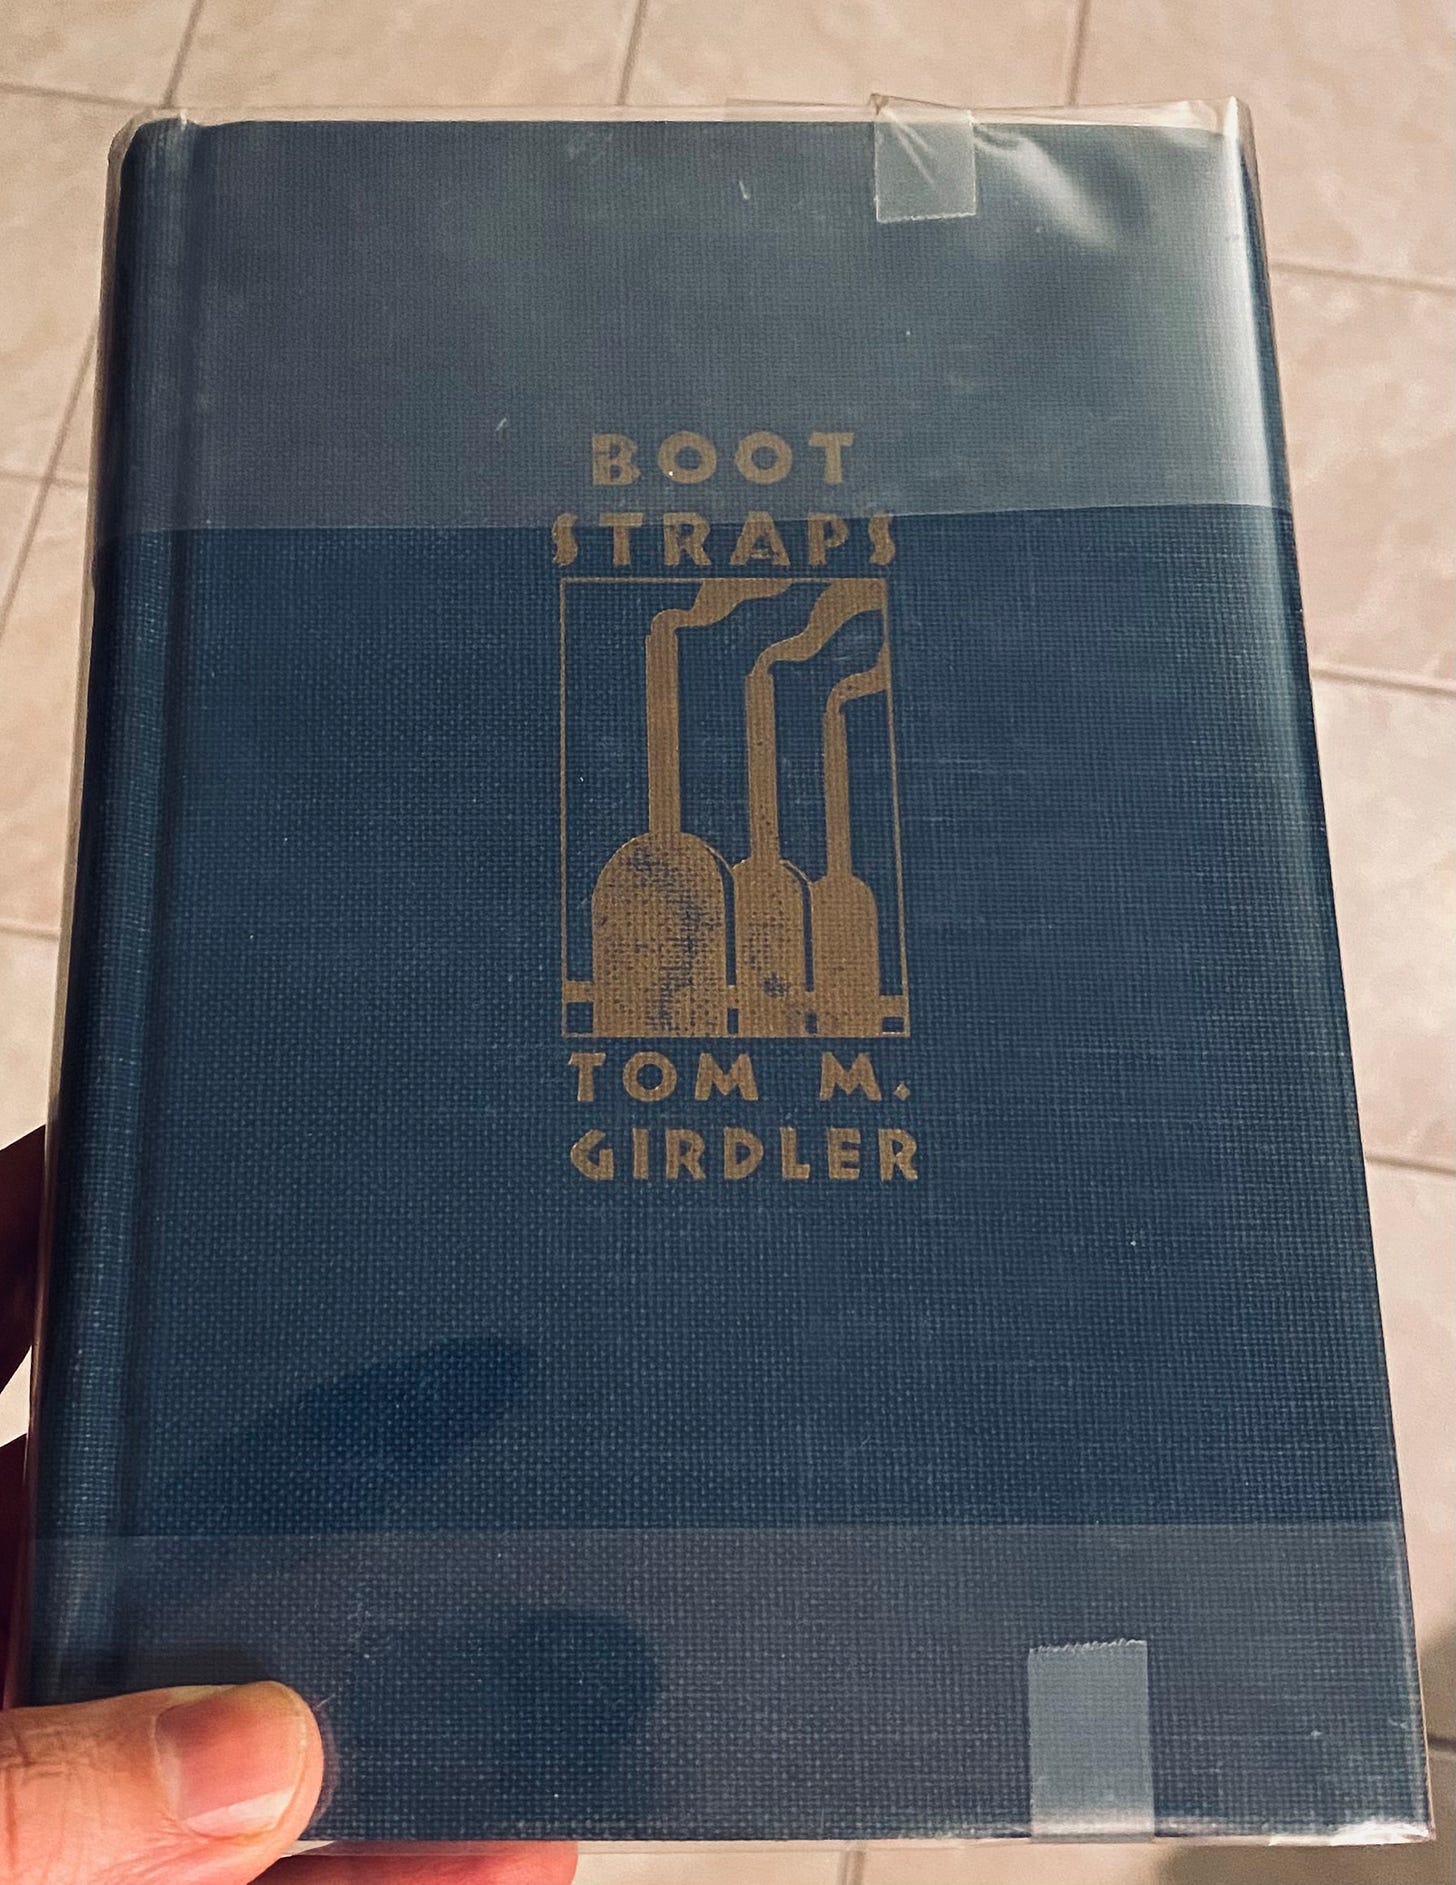 BOOT
STRAPS
TOM M.
GIRDLER